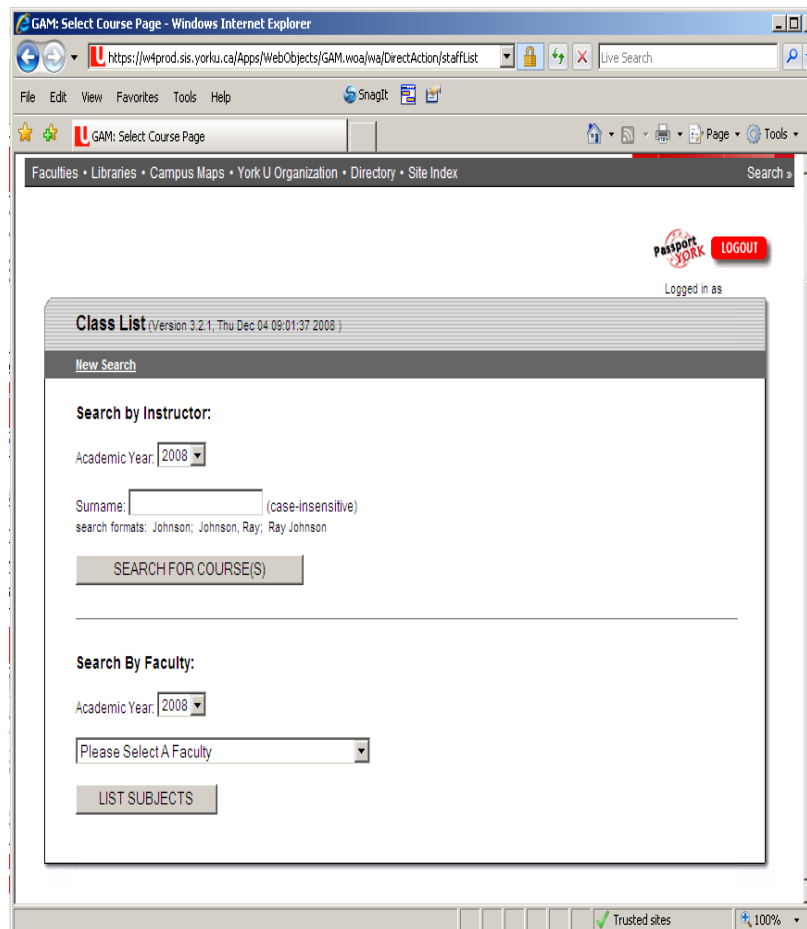 GAM: Select Course Page - Windows Internet Explorer
https://w4prod.sis.yorku.ca/Apps/WebObjects/GAM.woa/wa/DirectAction/staffList Live Search
File Edit View Favorites Tools Help SnagIt
GAM: Select Course Page Page Tools
Faculties • Libraries • Campus Maps • York U Organization • Directory • Site Index Search »
Passport YORK LOGOUT
Logged in as
Class List (Version 3.2.1, Thu Dec 04 09:01:37 2008 )
New Search
Search by Instructor:
Academic Year: 2008
Surname: (case-insensitive)
search formats: Johnson; Johnson, Ray; Ray Johnson
SEARCH FOR COURSE(S)
Search By Faculty:
Academic Year: 2008
Please Select A Faculty
LIST SUBJECTS
Trusted sites 100%